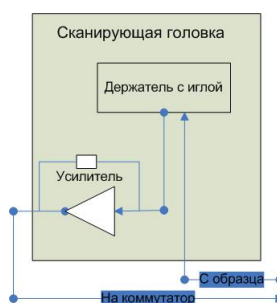 Сканирующая головка
Держатель с иглой
Усилитель
С образца
На коммутатор